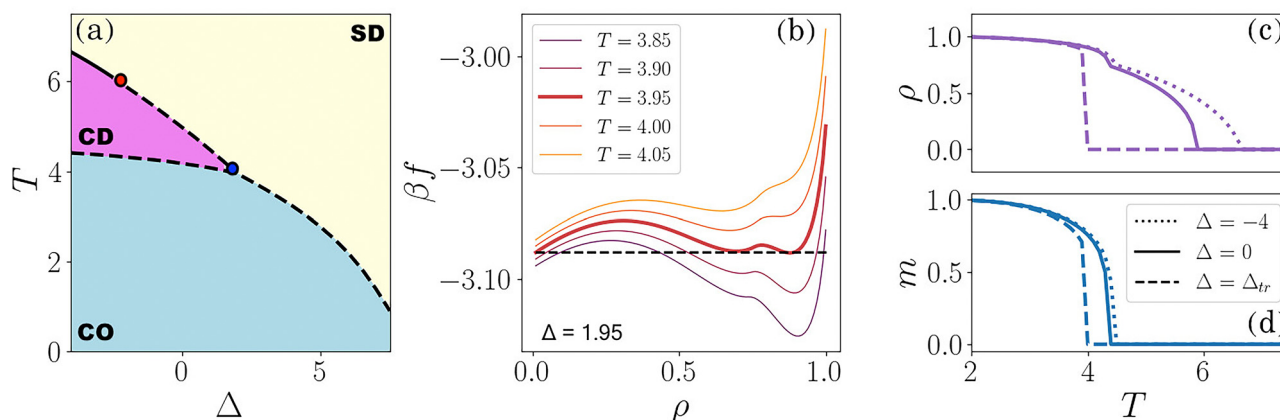 (a)
SD
CD
CO
T
6
4
2
0
0
5
Δ
(b)
T = 3.85
T = 3.90
T = 3.95
T = 4.00
T = 4.05
βf
−3.00
−3.05
−3.10
Δ = 1.95
0.0
0.5
1.0
ρ
(c)
ρ
1.0
0.5
0.0
m
1.0
0.5
0.0
Δ = −4
Δ = 0
Δ = Δtr
(d)
2
4
6
T